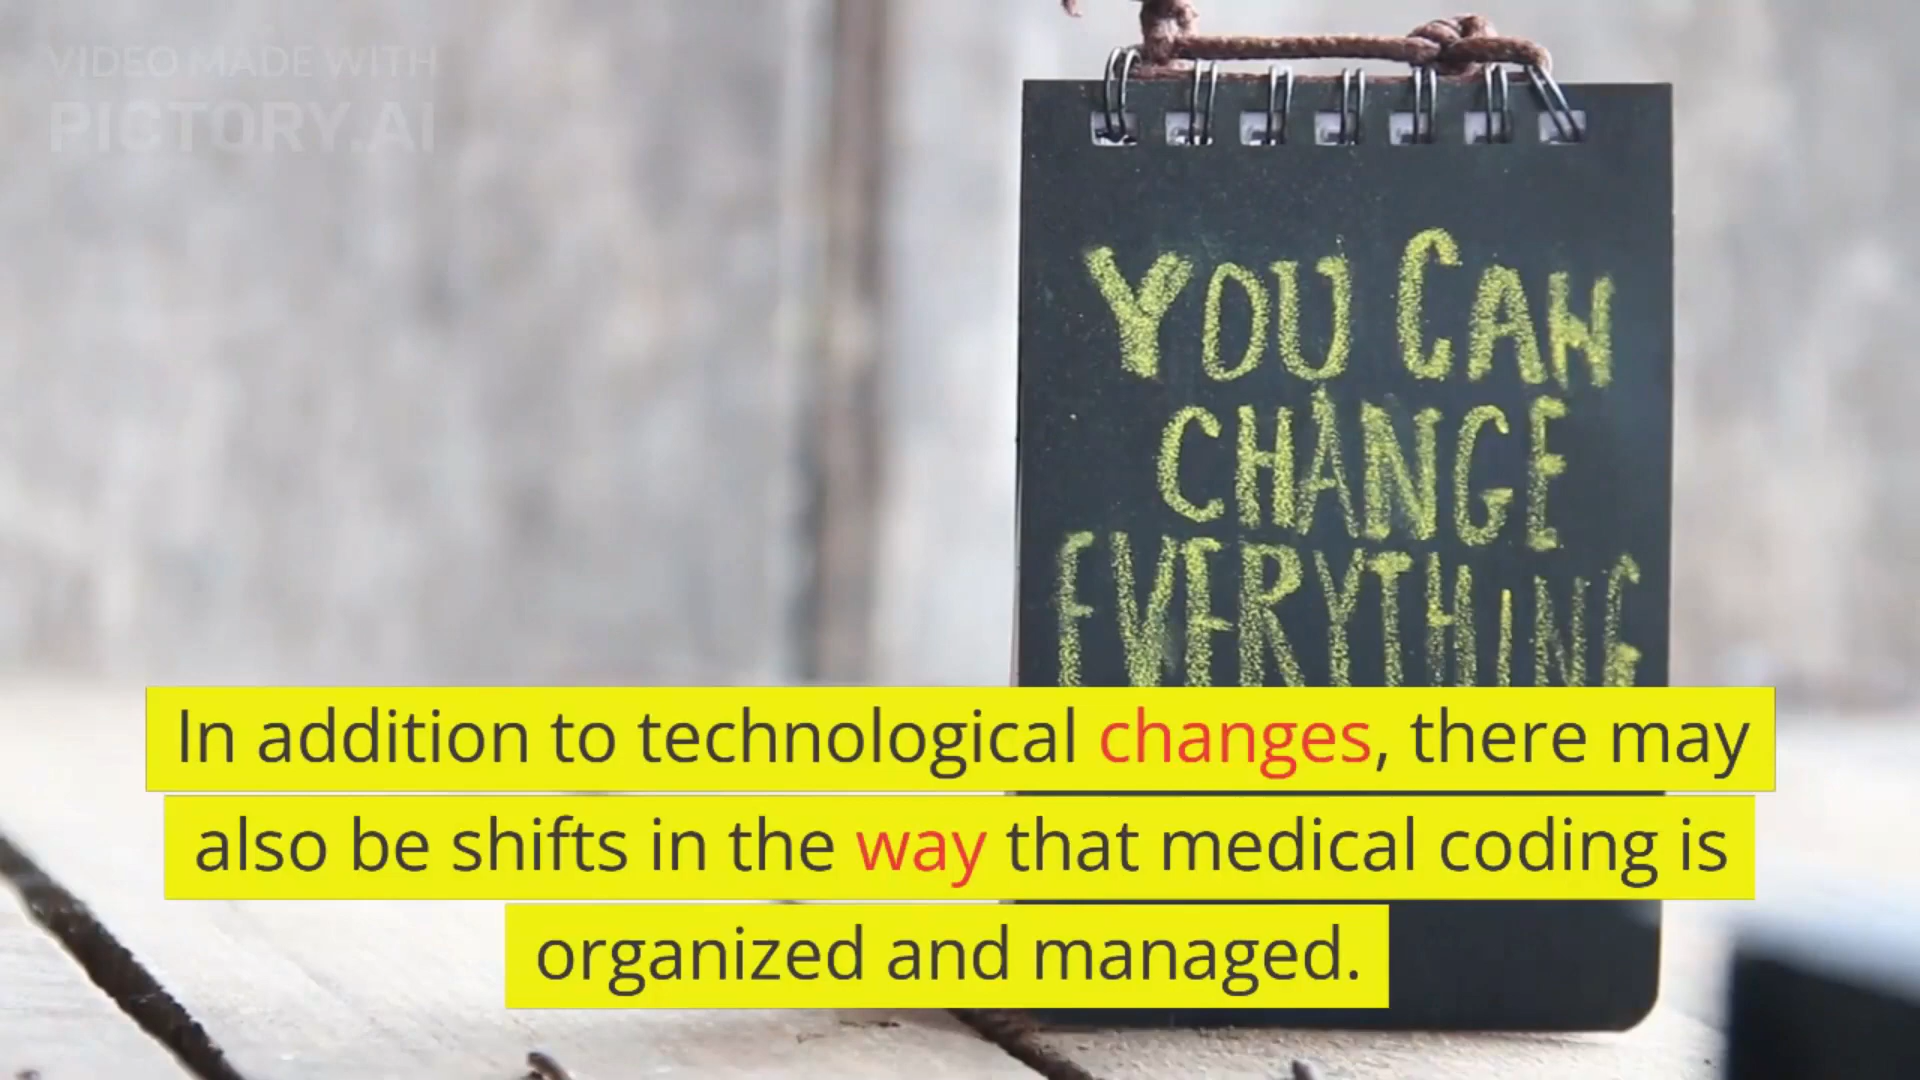 VIDEO MADE WITH
PICTORY.AI
YOU CAN
CHANGE
EVERYTHING
In addition to technological changes, there may
also be shifts in the way that medical coding is
organized and managed.